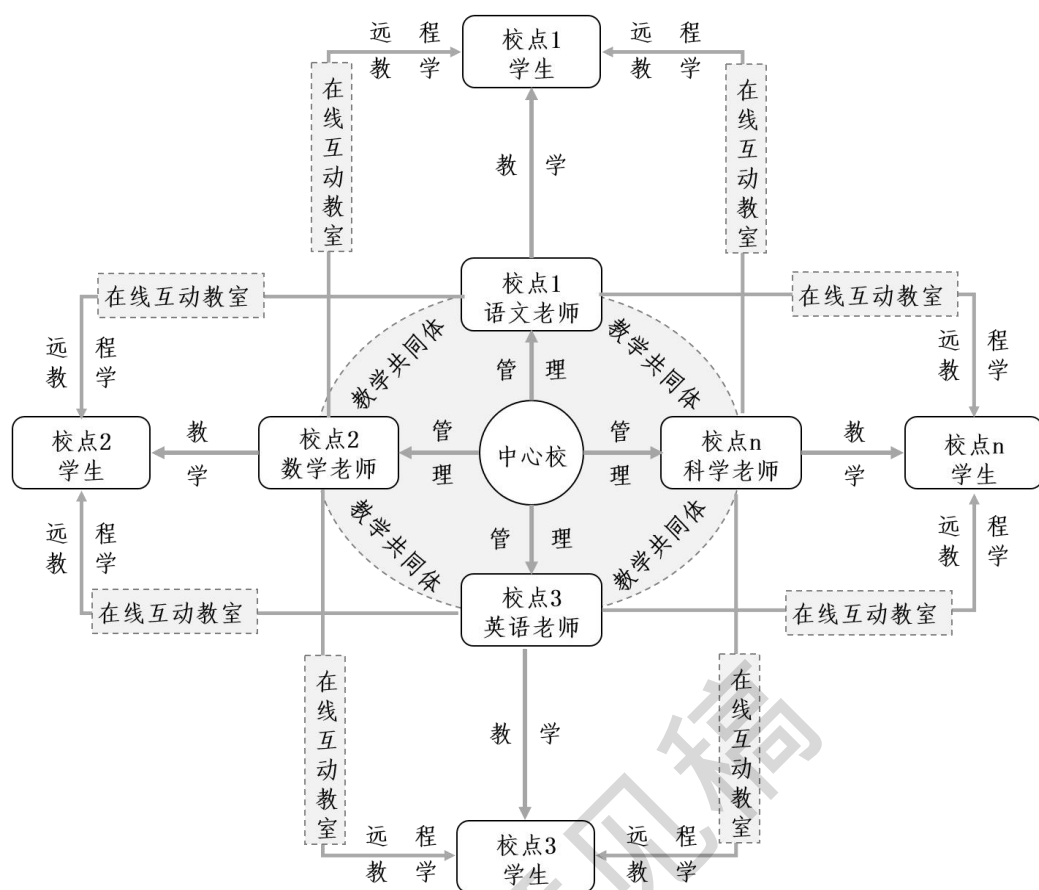 远 程
教 学
校点1
学生
远 程
教 学
在线互动教室
在线互动教室
教 学
在线互动教室
校点1
语文老师
在线互动教室
远 程
教 学
教学共同体
教学共同体
远 程
教 学
管 理
校点2
学生
教
学
校点2
数学老师
管
理
中心校
管
理
校点n
科学老师
教
学
校点n
学生
远 程
教 学
教学共同体
管 理
教学共同体
远 程
教 学
在线互动教室
校点3
英语老师
在线互动教室
在线互动教室
教 学
在线互动教室
远 程
教 学
校点3
学生
远 程
教 学
见稿